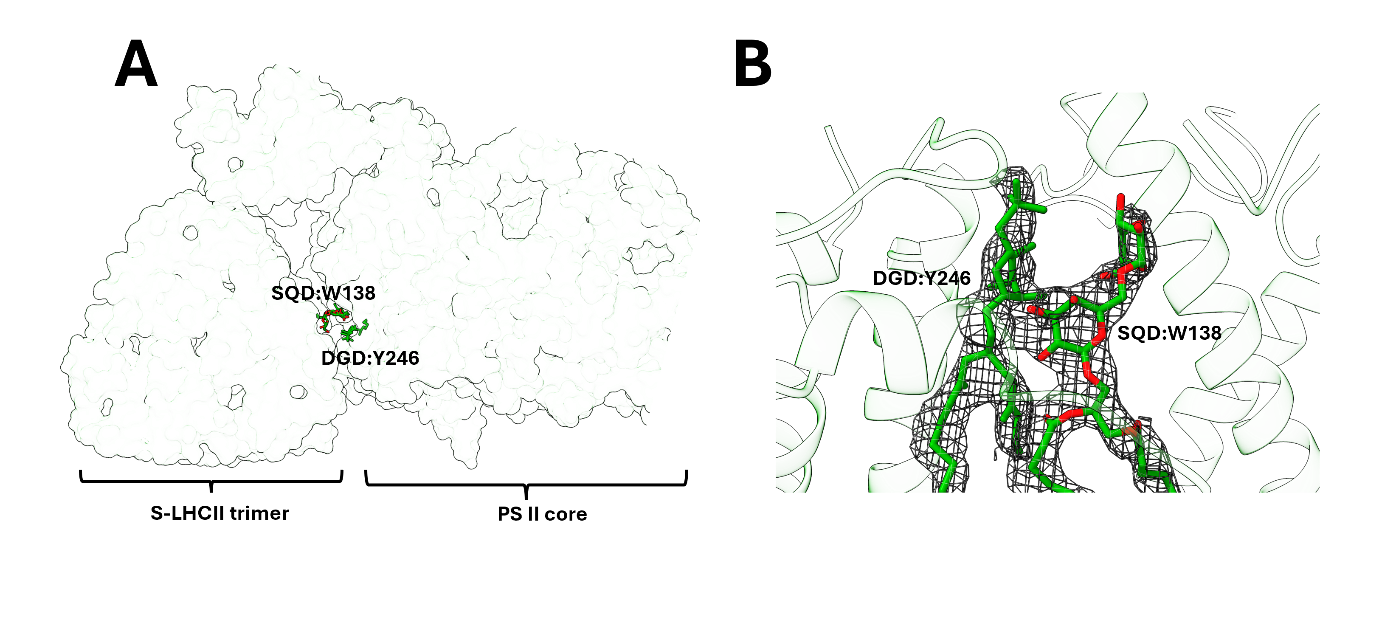 A
B
SQD:W138
DGD:Y246
S-LHCII trimer
PS II core
DGD:Y246
SQD:W138